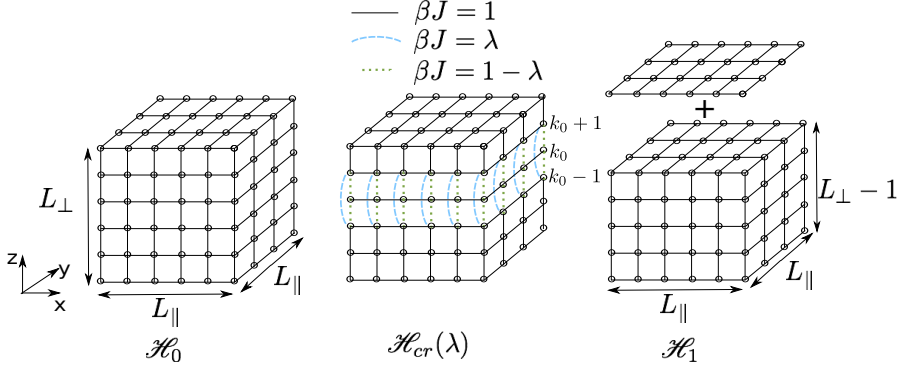 βJ = 1
βJ = λ
βJ = 1 − λ
+
k₀ + 1
k₀
k₀ − 1
L⊥
L⊥ − 1
z
y
x
L∥
L∥
L∥
L∥
ℋ₀
ℋcr(λ)
ℋ₁